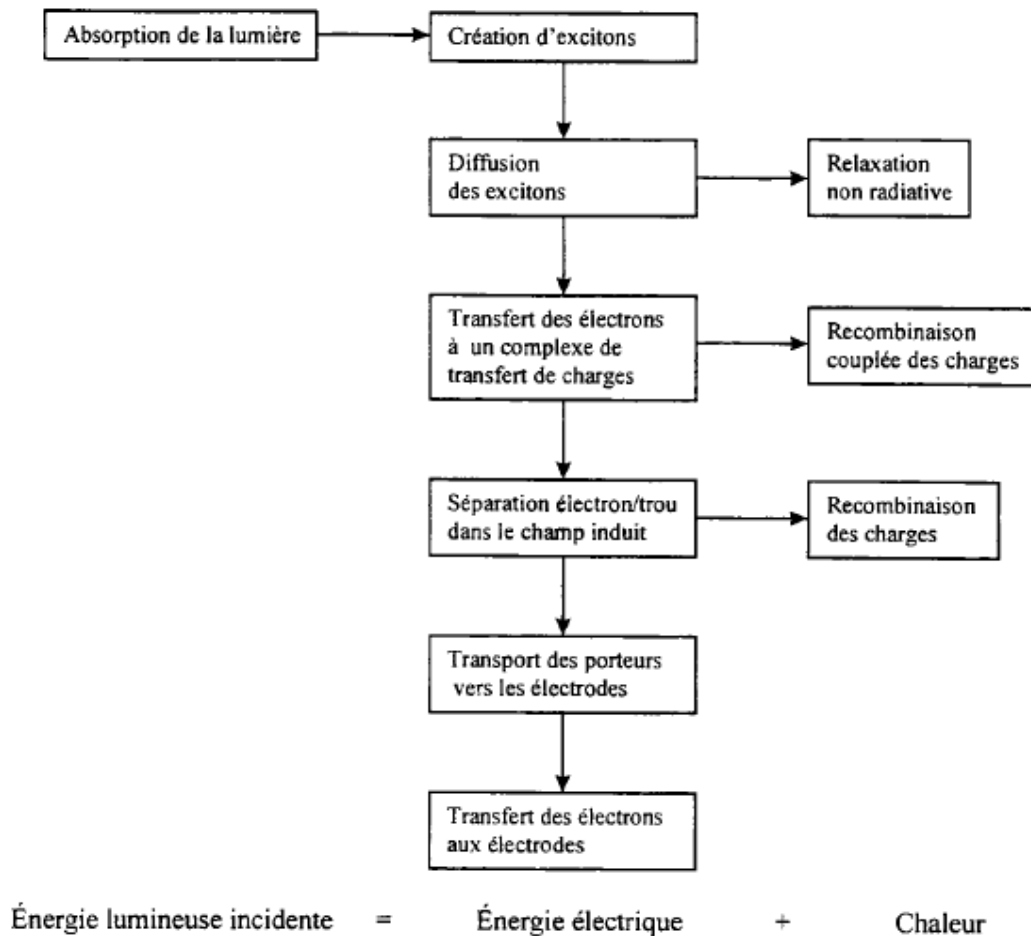 Absorption de la lumière
Création d'excitons
Diffusion
des excitons
Relaxation
non radiative
Transfert des électrons
à un complexe de
transfert de charges
Recombinaison
couplée des charges
Séparation électron/trou
dans le champ induit
Recombinaison
des charges
Transport des porteurs
vers les électrodes
Transfert des électrons
aux électrodes
Énergie lumineuse incidente = Énergie électrique + Chaleur